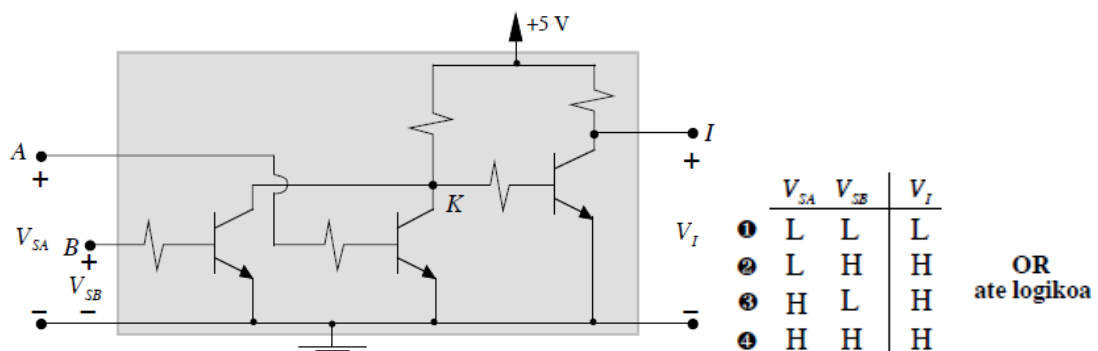 +5 V
A
I
+
+
K
V_SA
B
V_I
+
V_SB
−
−
−
V_SA V_SB V_I
❶ L L L
❷ L H H
❸ H L H
❹ H H H
OR
ate logikoa